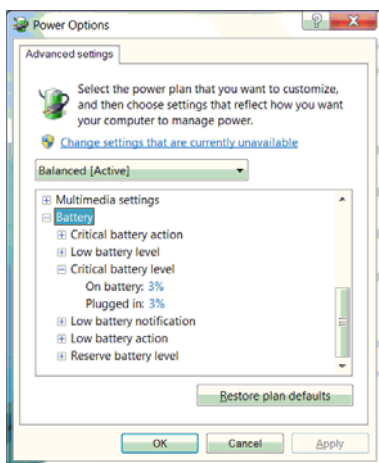 Power Options
Advanced settings
Select the power plan that you want to customize,
and then choose settings that reflect how you want
your computer to manage power.
Change settings that are currently unavailable
Balanced [Active]
Multimedia settings
Battery
Critical battery action
Low battery level
Critical battery level
On battery: 3%
Plugged in: 3%
Low battery notification
Low battery action
Reserve battery level
Restore plan defaults
OK Cancel Apply